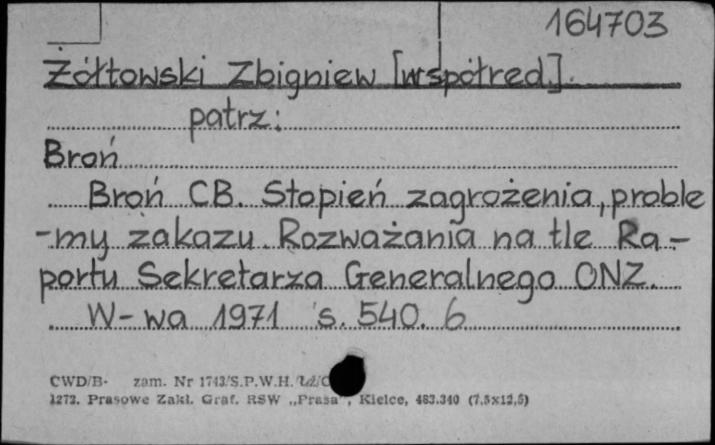 164703
Żółtowski Zbigniew [współred.].
patrz:
Broń
Broń CB. Stopień zagrożenia, proble
-my zakazu. Rozważania na tle Ra-
portu Sekretarza Generalnego ONZ.
W-wa 1971 s. 540. 6
CWD/B- zam. Nr 1743/S.P.W.H.
1273. Prasowe Zakł. Graf. RSW „Prasa", Kielce, 483.340 (7,5x12,5)